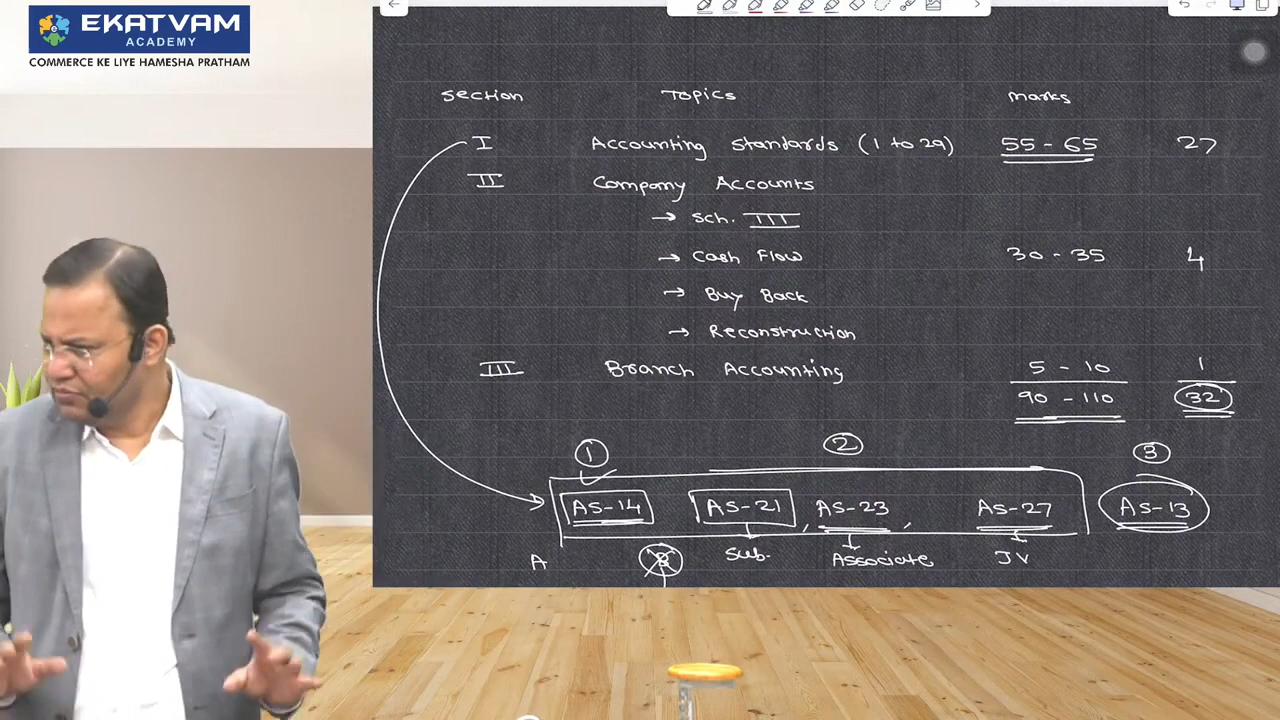 EKATVAM
ACADEMY
COMMERCE KE LIYE HAMESHA PRATHAM
Section Topics Marks
I Accounting Standards (1 to 29) 55 - 65 27
II Company Accounts
→ Sch. III
→ Cash Flow 30 - 35 4
→ Buy Back
→ Reconstruction
III Branch Accounting 5 - 10 1
90 - 110 32
1 2 3
AS-14 AS-21, AS-23, AS-27 AS-13
A B Sub. Associate JV